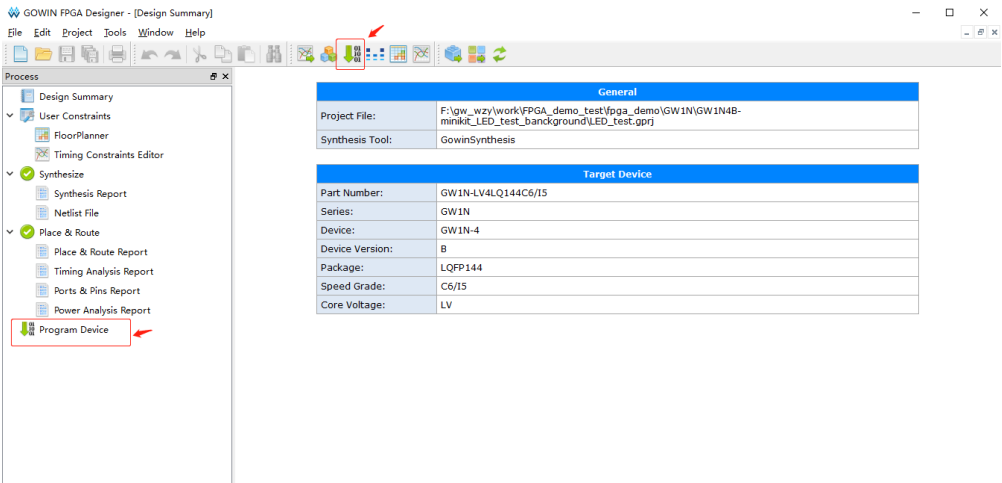 GOWIN FPGA Designer - [Design Summary]
File Edit Project Tools Window Help
Process
Design Summary
User Constraints
FloorPlanner
Timing Constraints Editor
Synthesize
Synthesis Report
Netlist File
Place & Route
Place & Route Report
Timing Analysis Report
Ports & Pins Report
Power Analysis Report
Program Device
General
Project File: F:\gw_wzy\work\FPGA_demo_test\fpga_demo\GW1N\GW1N4B-
minikit_LED_test_banckground\LED_test.gprj
Synthesis Tool: GowinSynthesis
Target Device
Part Number: GW1N-LV4LQ144C6/I5
Series: GW1N
Device: GW1N-4
Device Version: B
Package: LQFP144
Speed Grade: C6/I5
Core Voltage: LV